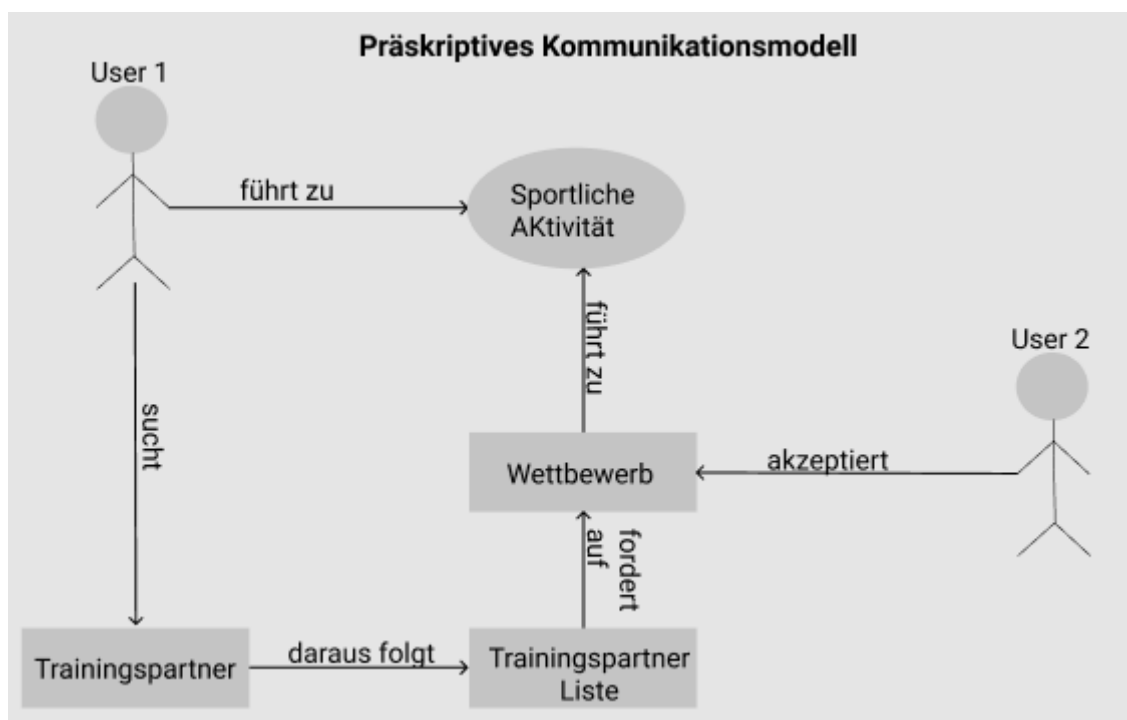 Präskriptives Kommunikationsmodell
User 1
führt zu
Sportliche
AKtivität
führt zu
User 2
sucht
Wettbewerb
akzeptiert
fordert
auf
Trainingspartner
daraus folgt
Trainingspartner
Liste